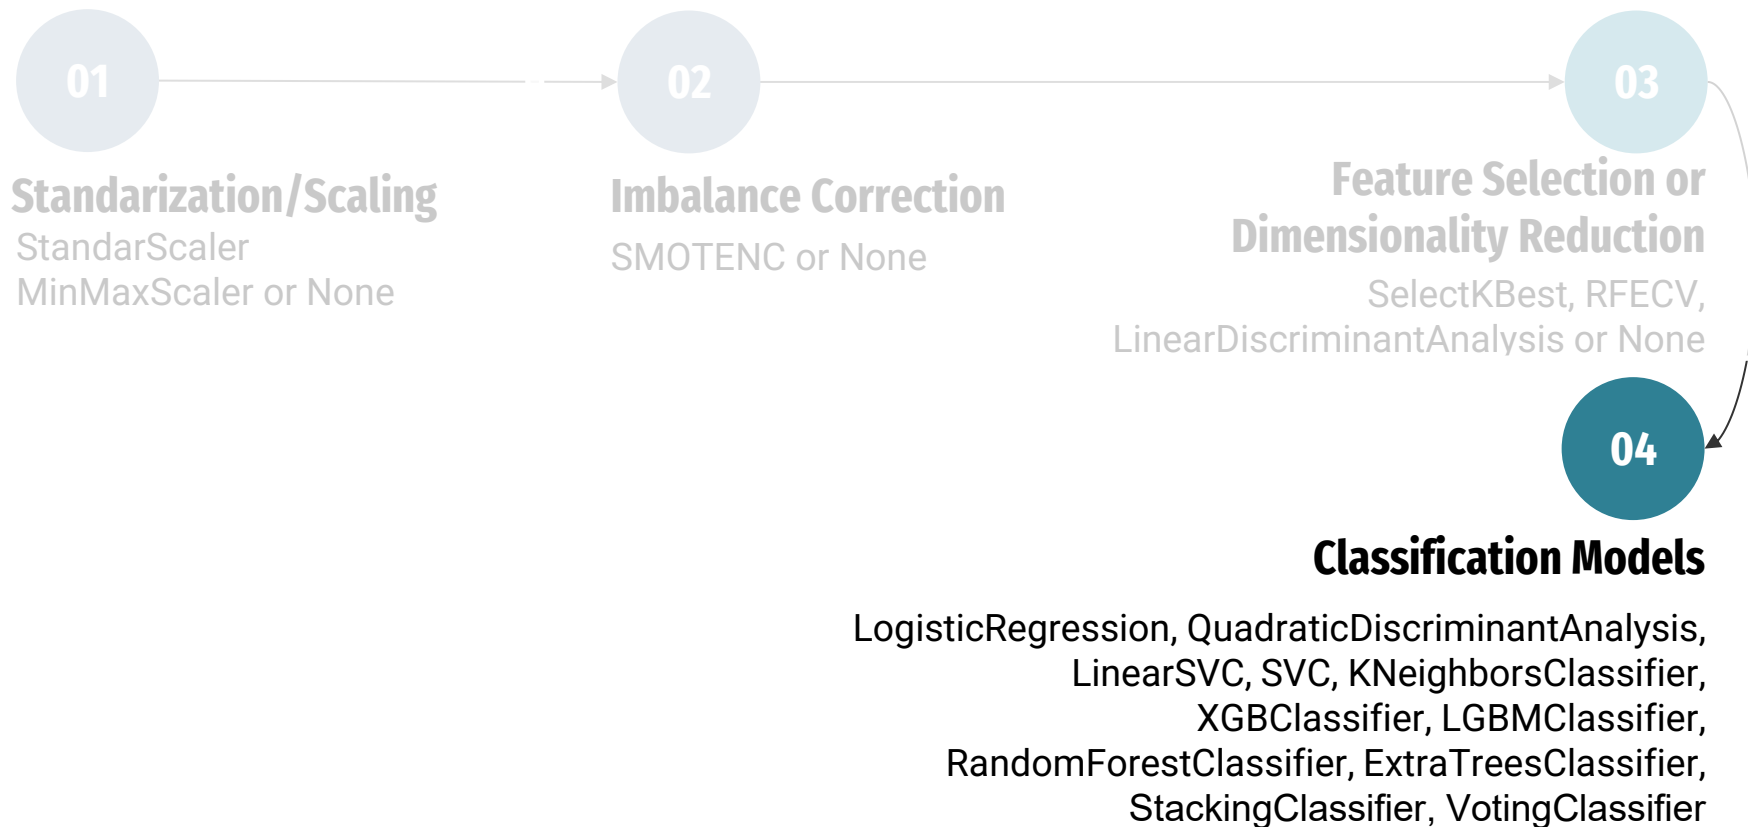 01
02
03
Standarization/Scaling
StandarScaler
MinMaxScaler or None
Imbalance Correction
SMOTENC or None
Feature Selection or
Dimensionality Reduction
SelectKBest, RFECV,
LinearDiscriminantAnalysis or None
04
Classification Models
LogisticRegression, QuadraticDiscriminantAnalysis,
LinearSVC, SVC, KNeighborsClassifier,
XGBClassifier, LGBMClassifier,
RandomForestClassifier, ExtraTreesClassifier,
StackingClassifier, VotingClassifier